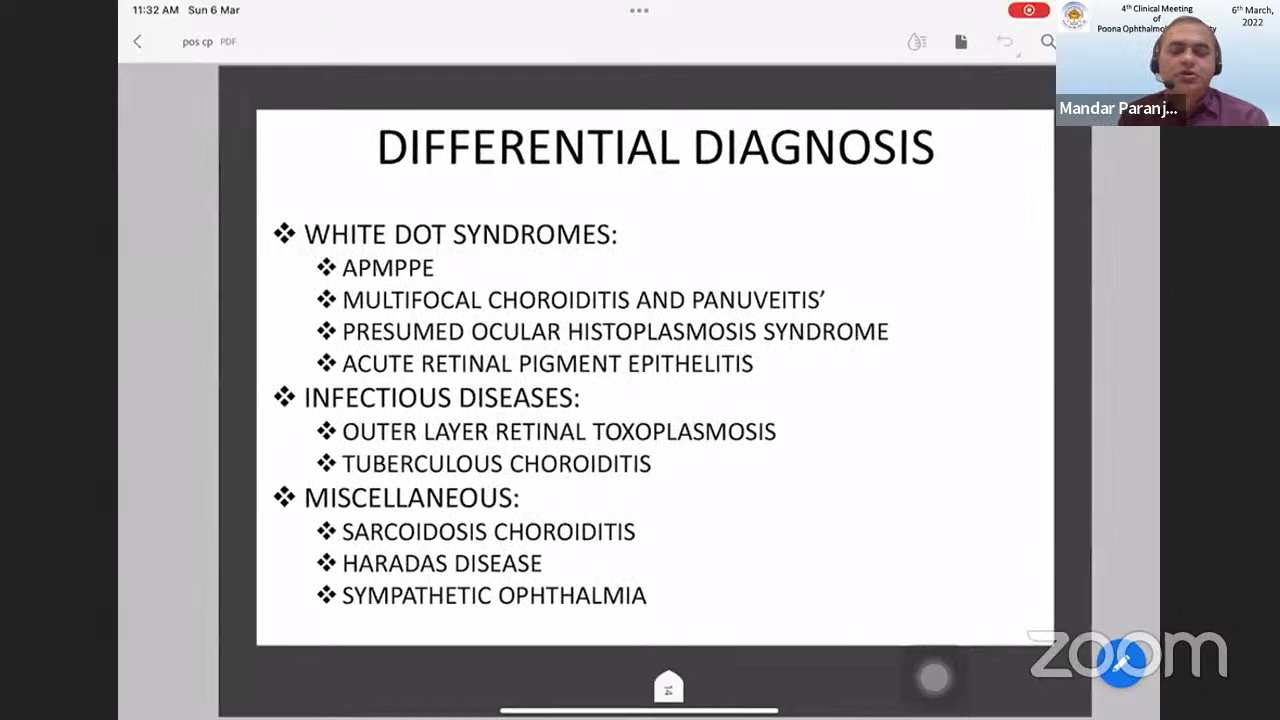 11:32 AM Sun 6 Mar
pos cp PDF
4th Clinical Meeting
of
Poona
6th March,
2022
Mandar Paranj...
DIFFERENTIAL DIAGNOSIS
❖ WHITE DOT SYNDROMES:
❖ APMPPE
❖ MULTIFOCAL CHOROIDITIS AND PANUVEITIS’
❖ PRESUMED OCULAR HISTOPLASMOSIS SYNDROME
❖ ACUTE RETINAL PIGMENT EPITHELITIS
❖ INFECTIOUS DISEASES:
❖ OUTER LAYER RETINAL TOXOPLASMOSIS
❖ TUBERCULOUS CHOROIDITIS
❖ MISCELLANEOUS:
❖ SARCOIDOSIS CHOROIDITIS
❖ HARADAS DISEASE
❖ SYMPATHETIC OPHTHALMIA
14
zoom